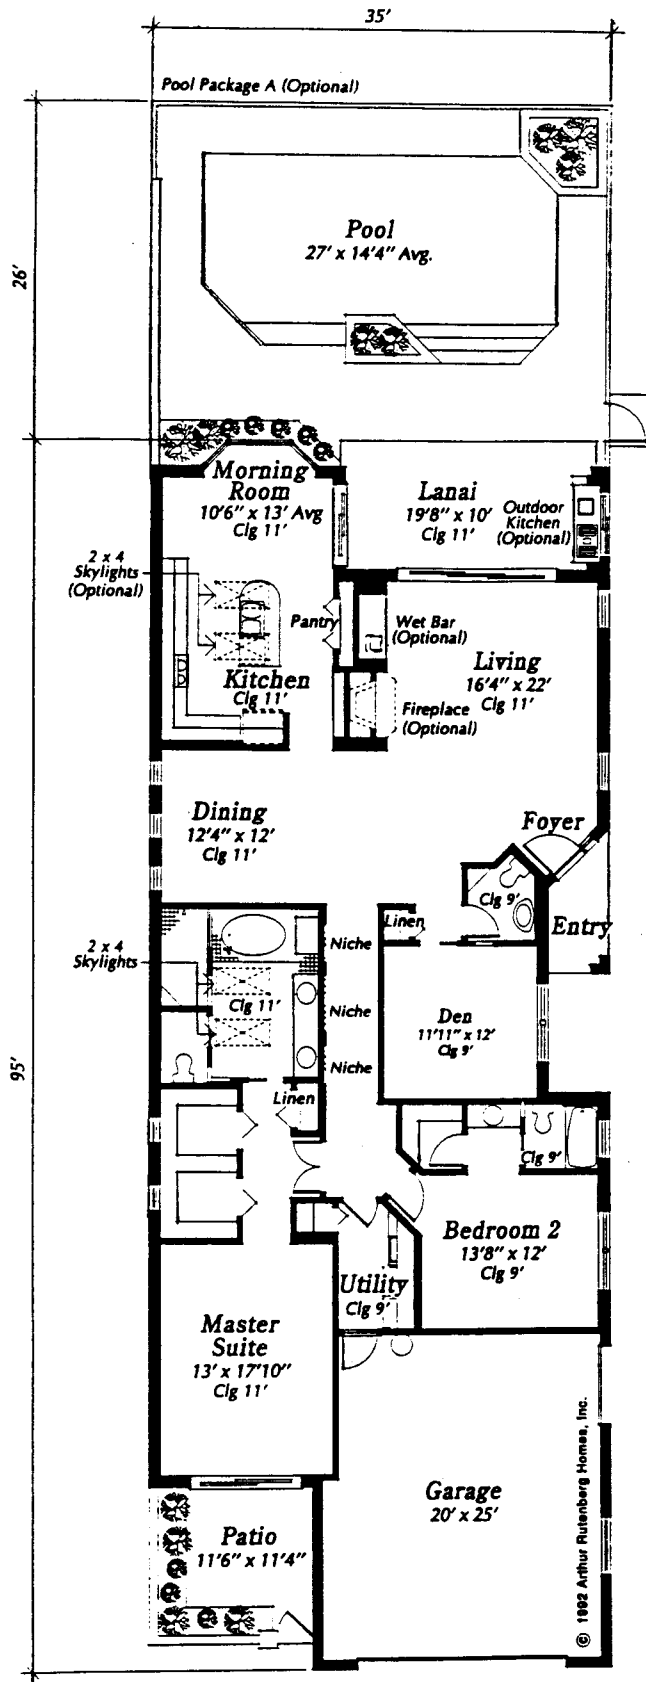 35'
Pool Package A (Optional)
26'
Pool
27' x 14'4" Avg.
Morning
Room
10'6" x 13' Avg
Clg 11'
Lanai
19'8" x 10'
Clg 11'
Outdoor
Kitchen
(Optional)
2 x 4
Skylights
(Optional)
Pantry
Wet Bar
(Optional)
Living
16'4" x 22'
Clg 11'
Kitchen
Clg 11'
Fireplace
(Optional)
Dining
12'4" x 12'
Clg 11'
Foyer
Clg 9'
Linen
Entry
2 x 4
Skylights
Niche
Clg 11'
Niche
Den
11'11" x 12'
Clg 9'
Niche
95'
Linen
Clg 9'
Bedroom 2
13'8" x 12'
Clg 9'
Utility
Clg 9'
Master
Suite
13' x 17'10"
Clg 11'
Garage
20' x 25'
Patio
11'6" x 11'4"
© 1992 Arthur Rutenberg Homes, Inc.